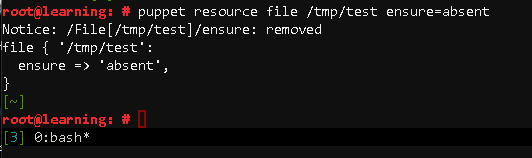 root@learning: # puppet resource file /tmp/test ensure=absent
Notice: /File[/tmp/test]/ensure: removed
file { '/tmp/test':
  ensure => 'absent',
}
[~]
root@learning: #
[3] 0:bash*